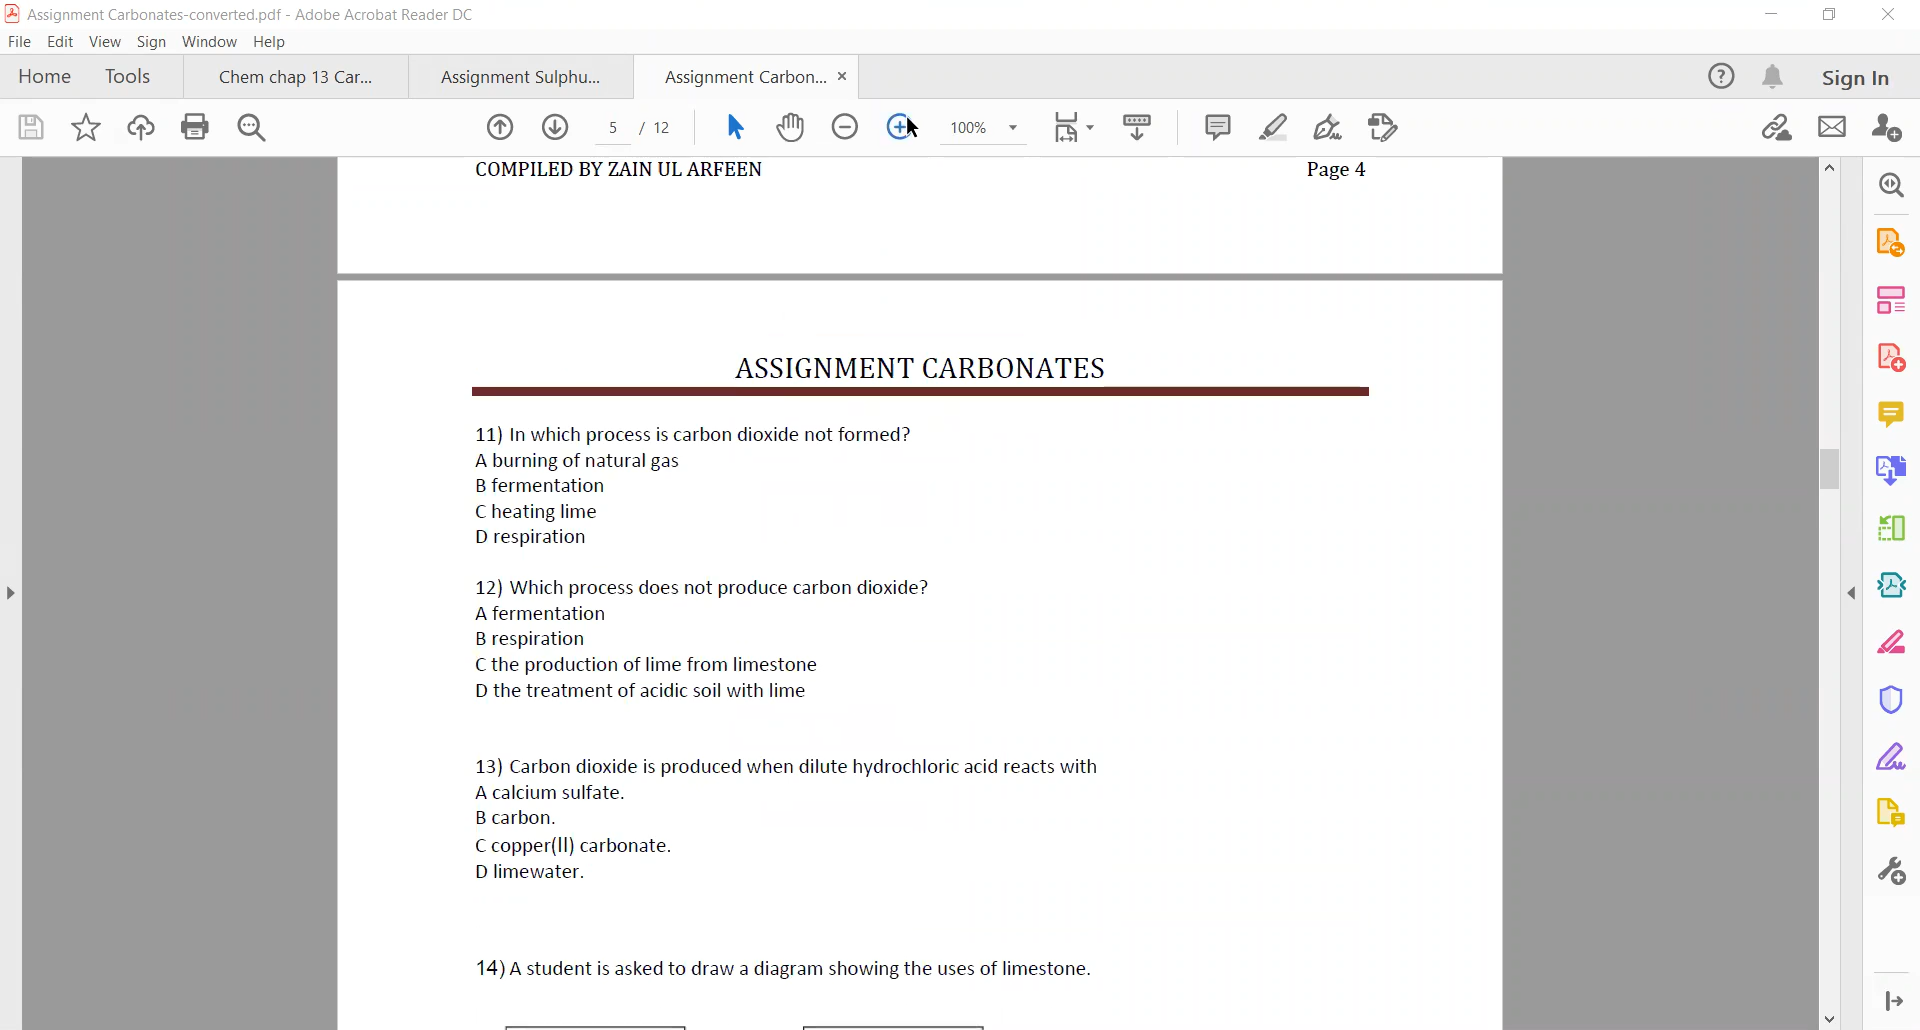 Assignment Carbonates-converted.pdf - Adobe Acrobat Reader DC
File Edit View Sign Window Help
Home Tools Chem chap 13 Car... Assignment Sulphu... Assignment Carbon... Sign In
5 / 12 100%
COMPILED BY ZAIN UL ARFEEN Page 4
ASSIGNMENT CARBONATES
11) In which process is carbon dioxide not formed?
A burning of natural gas
B fermentation
C heating lime
D respiration
12) Which process does not produce carbon dioxide?
A fermentation
B respiration
C the production of lime from limestone
D the treatment of acidic soil with lime
13) Carbon dioxide is produced when dilute hydrochloric acid reacts with
A calcium sulfate.
B carbon.
C copper(II) carbonate.
D limewater.
14) A student is asked to draw a diagram showing the uses of limestone.